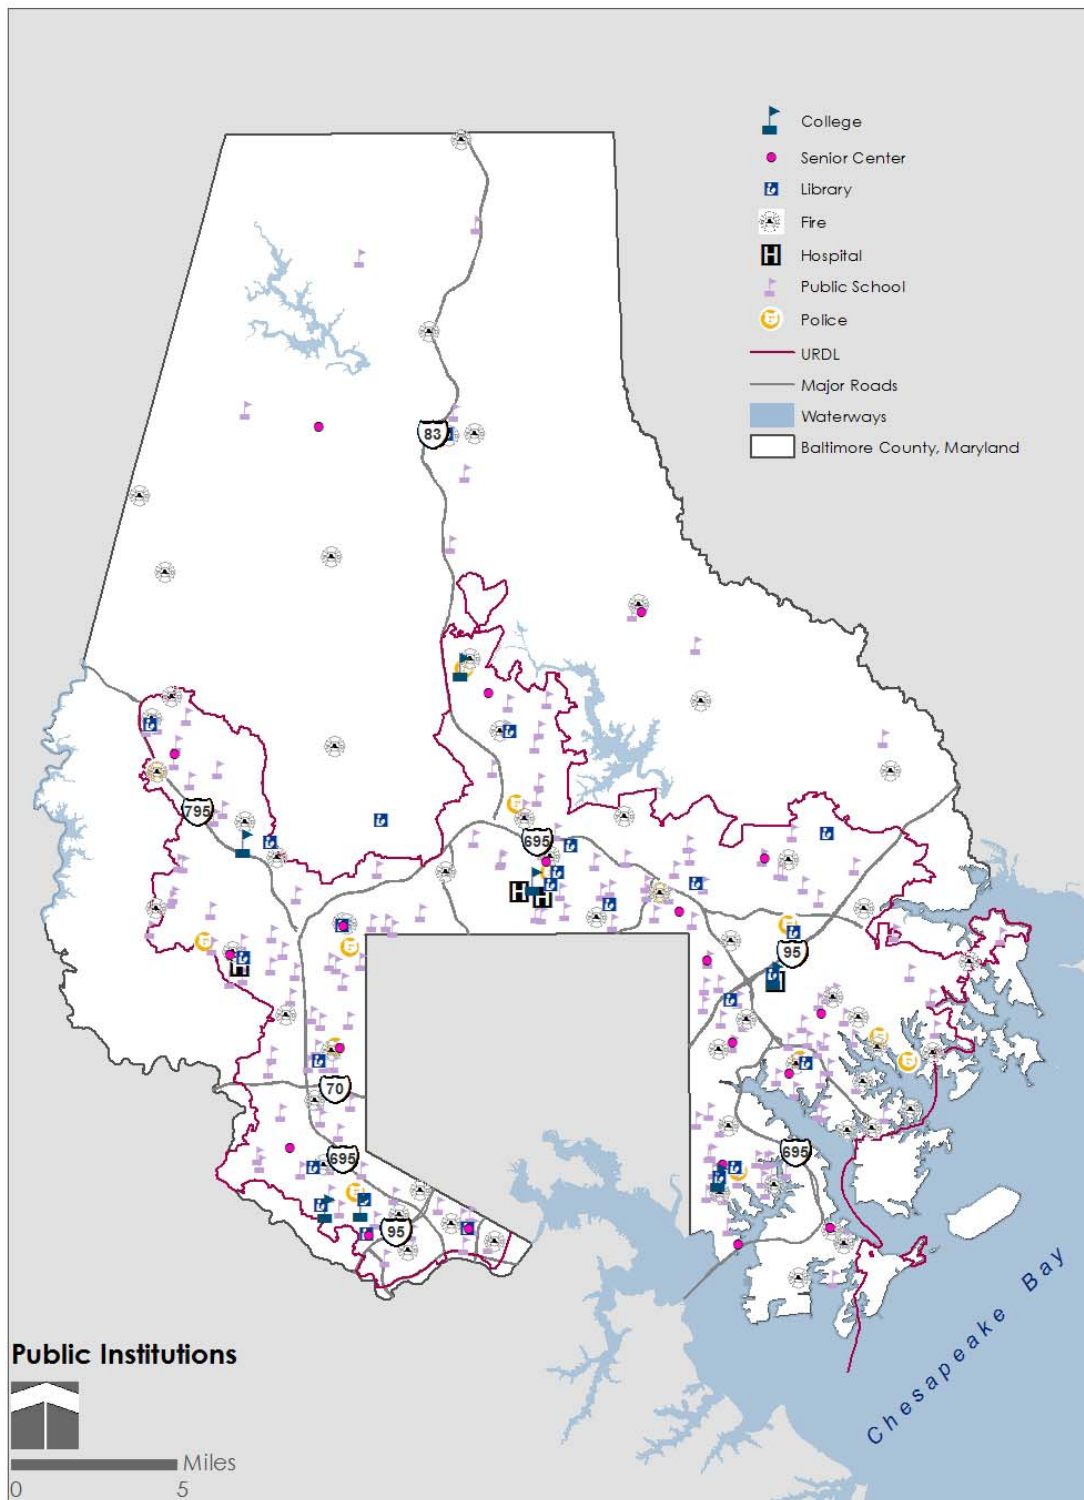 College
Senior Center
Library
Fire
H Hospital
Public School
Police
URDL
Major Roads
Waterways
Baltimore County, Maryland
83
795
695
H
H
95
H
H
70
695
695
95
Chesapeake Bay
Public Institutions
Miles
0 5